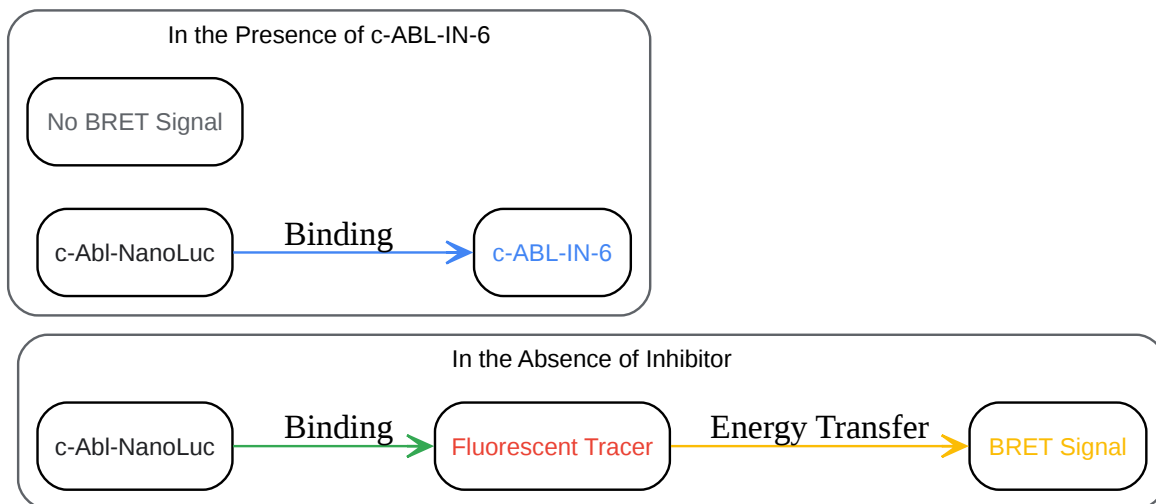 In the Presence of c-ABL-IN-6
No BRET Signal
c-Abl-NanoLuc
Binding
c-ABL-IN-6
In the Absence of Inhibitor
c-Abl-NanoLuc
Binding
Fluorescent Tracer
Energy Transfer
BRET Signal